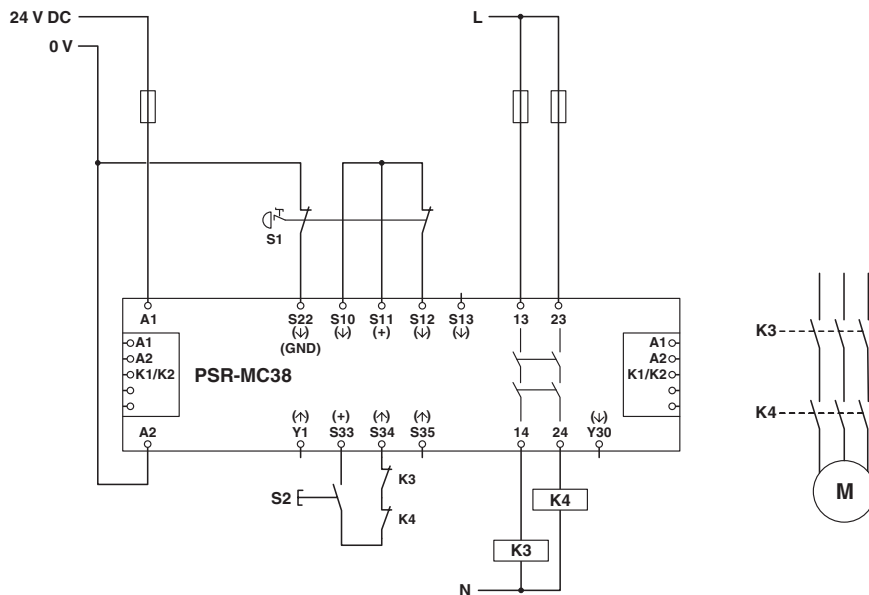 24 V DC
L
0 V
S1
A1
S22
S10
S11
S12
S13
13
23
(↓)
(↓)
(+)
(↓)
(↓)
(GND)
A1
A2
K1/K2
PSR-MC38
A1
A2
K1/K2
K3
K4
M
(↑)
(+)
(↑)
(↑)
(↓)
A2
Y1
S33
S34
S35
14
24
Y30
S2
K3
K4
K4
K3
N